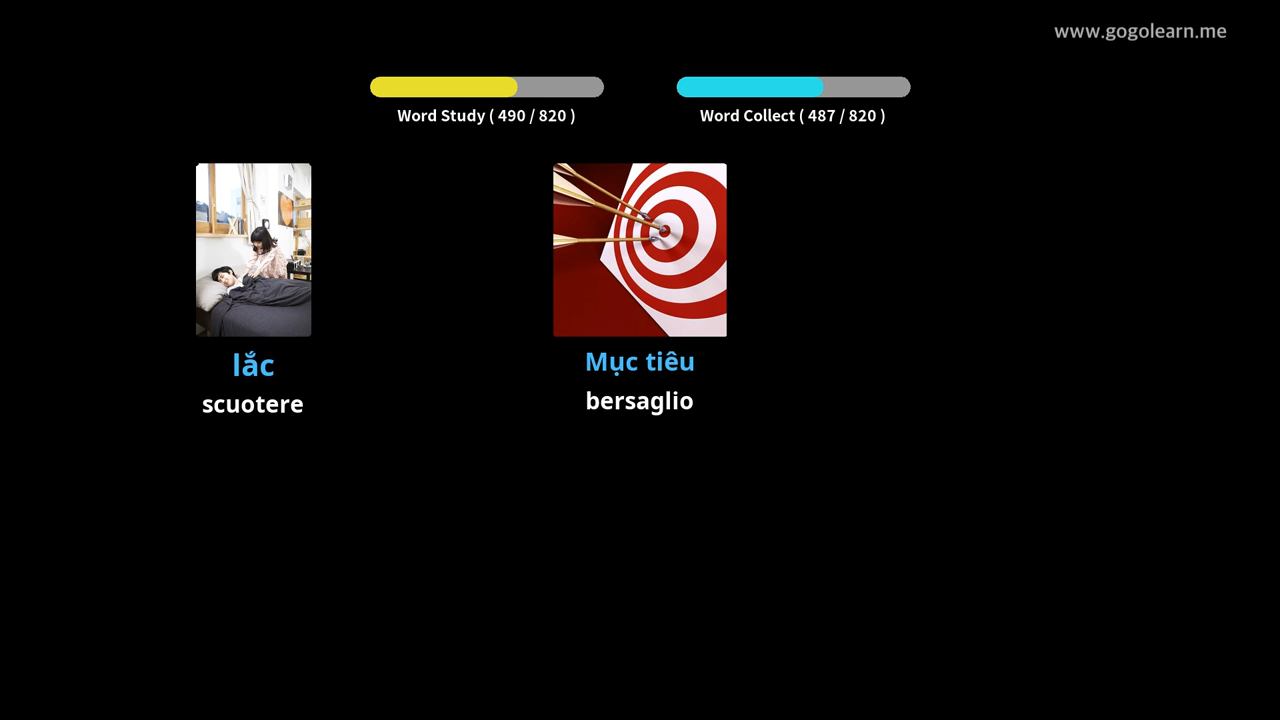 www.gogolearn.me
Word Study ( 490 / 820 )
Word Collect ( 487 / 820 )
lắc
scuotere
Mục tiêu
bersaglio